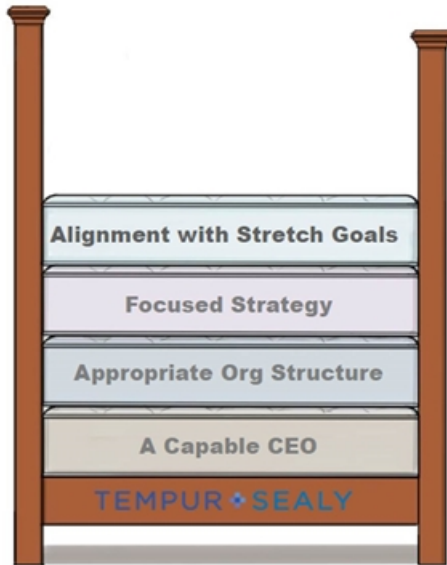 Alignment with Stretch Goals
Focused Strategy
Appropriate Org Structure
A Capable CEO
TEMPUR SEALY